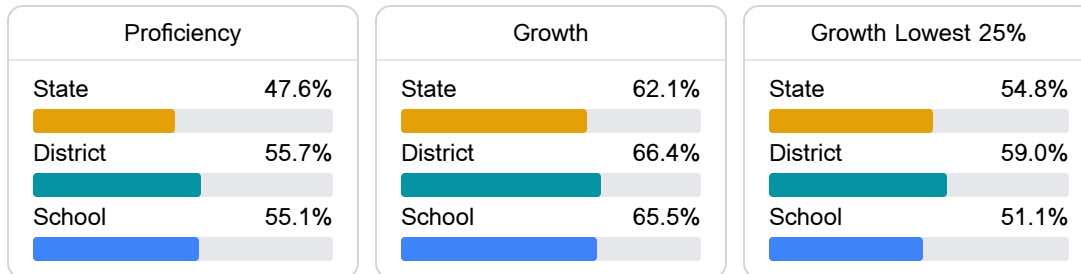 Proficiency
State 47.6%
District 55.7%
School 55.1%
Growth
State 62.1%
District 66.4%
School 65.5%
Growth Lowest 25%
State 54.8%
District 59.0%
School 51.1%